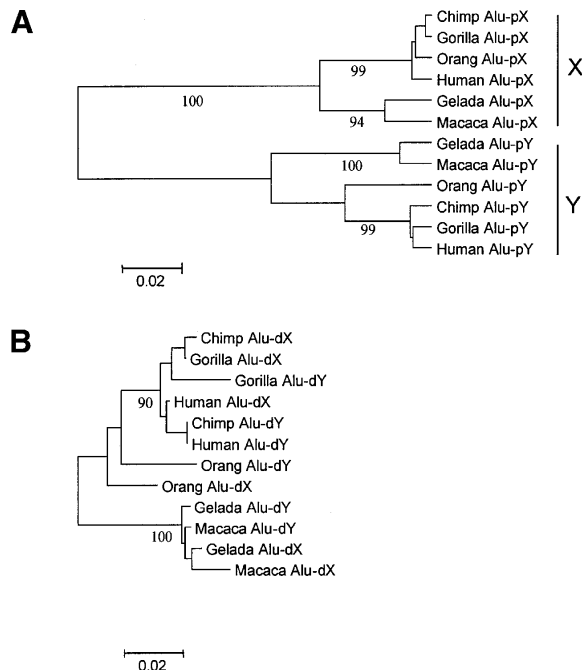 A
Chimp Alu-pX
Gorilla Alu-pX
Orang Alu-pX
99
Human Alu-pX
X
100
Gelada Alu-pX
94
Macaca Alu-pX
Gelada Alu-pY
100
Macaca Alu-pY
Orang Alu-pY
Chimp Alu-pY
Y
99
Gorilla Alu-pY
Human Alu-pY
0.02
B
Chimp Alu-dX
Gorilla Alu-dX
Gorilla Alu-dY
90
Human Alu-dX
Chimp Alu-dY
Human Alu-dY
Orang Alu-dY
Orang Alu-dX
Gelada Alu-dY
Macaca Alu-dY
100
Gelada Alu-dX
Macaca Alu-dX
0.02